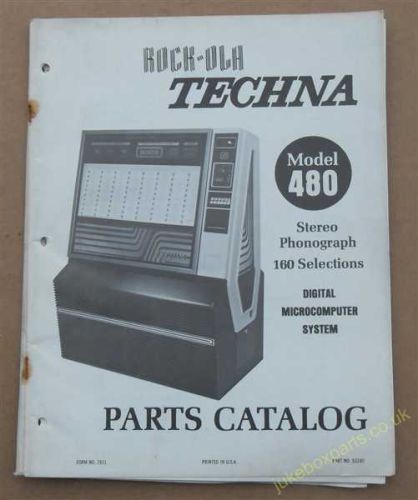 ROCK-OLA
TECHNA
Model
480
Stereo
Phonograph
160 Selections
DIGITAL
MICROCOMPUTER
SYSTEM
PARTS CATALOG
PRINTED IN U.S.A.
jukeboxparts.co.uk